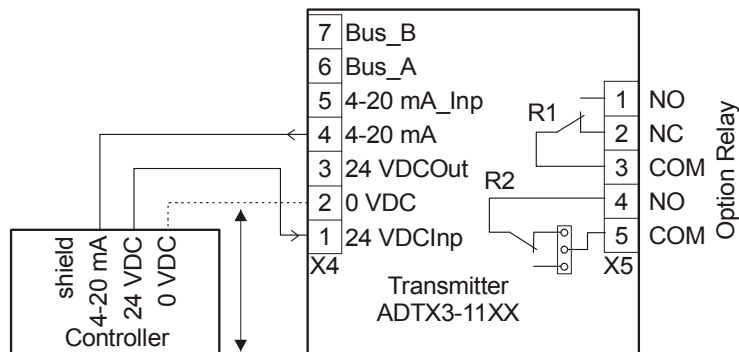 7 Bus_B
6 Bus_A
5 4-20 mA_Inp
4 4-20 mA
3 24 VDCOut
2 0 VDC
1 24 VDCInp
X4
R1
R2
1 NO
2 NC
3 COM
4 NO
5 COM
X5
Option Relay
Transmitter
ADTX3-11XX
shield
4-20 mA
24 VDC
0 VDC
Controller